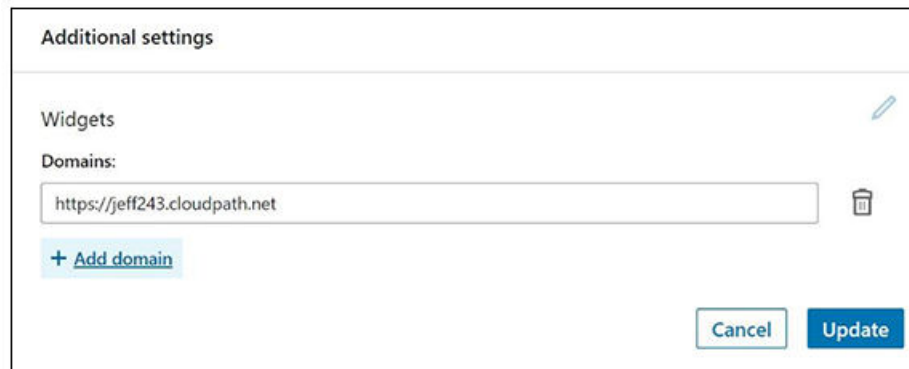 Additional settings
Widgets
Domains:
https://jeff243.cloudpath.net
+ Add domain
Cancel Update